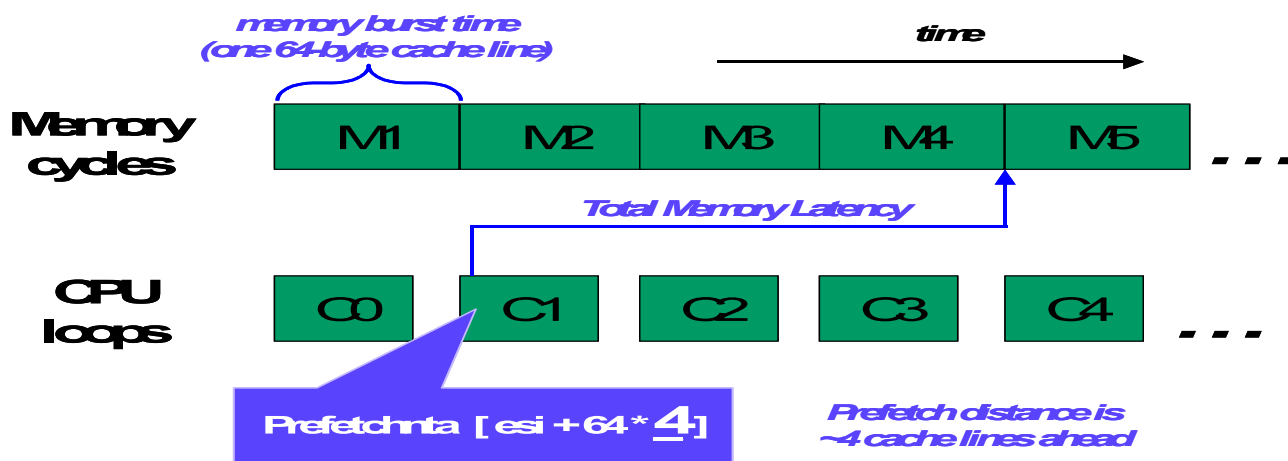 memory burst time
(one 64-byte cache line)
time
Memory
cycles
M1
M2
M3
M4
M5
...
Total Memory Latency
CPU
loops
C0
C1
C2
C3
C4
...
Prefetchnta [esi + 64*4]
Prefetch distance is
~4 cache lines ahead